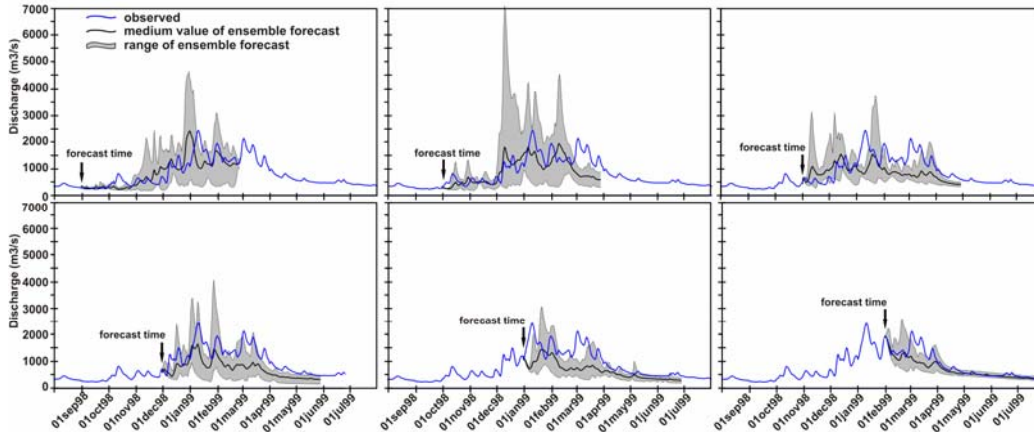 observed
medium value of ensemble forecast
range of ensemble forecast
Discharge (m3/s)
7000
6000
5000
4000
3000
2000
1000
0
forecast time
forecast time
forecast time
Discharge (m3/s)
7000
6000
5000
4000
3000
2000
1000
0
forecast time
forecast time
forecast time
01sep98 01oct98 01nov98 01dec98 01jan99 01feb99 01mar99 01apr99 01may99 01jun99 01jul99
01sep98 01oct98 01nov98 01dec98 01jan99 01feb99 01mar99 01apr99 01may99 01jun99 01jul99
01sep98 01oct98 01nov98 01dec98 01jan99 01feb99 01mar99 01apr99 01may99 01jun99 01jul99